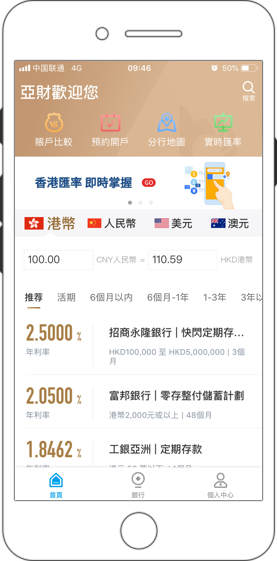 中国联通 4G 09:46 50%
亞財歡迎您
搜索
賬戶比較 預約開戶 分行地圖 實時匯率
香港匯率 即時掌握 GO
港幣 人民幣 美元 澳元
100.00 CNY人民幣 = 110.59 HKD港幣
推荐 活期 6個月以内 6個月-1年 1-3年 3年以
2.5000 %
年利率
招商永隆銀行 | 快閃定期存...
HKD100,000 至 HKD5,000,000 | 3個
月
2.0500 %
年利率
富邦銀行 | 零存整付儲蓄計劃
港幣2,000元或以上 | 48個月
1.8462 %
工銀亞洲 | 定期存款
首頁 銀行 個人中心